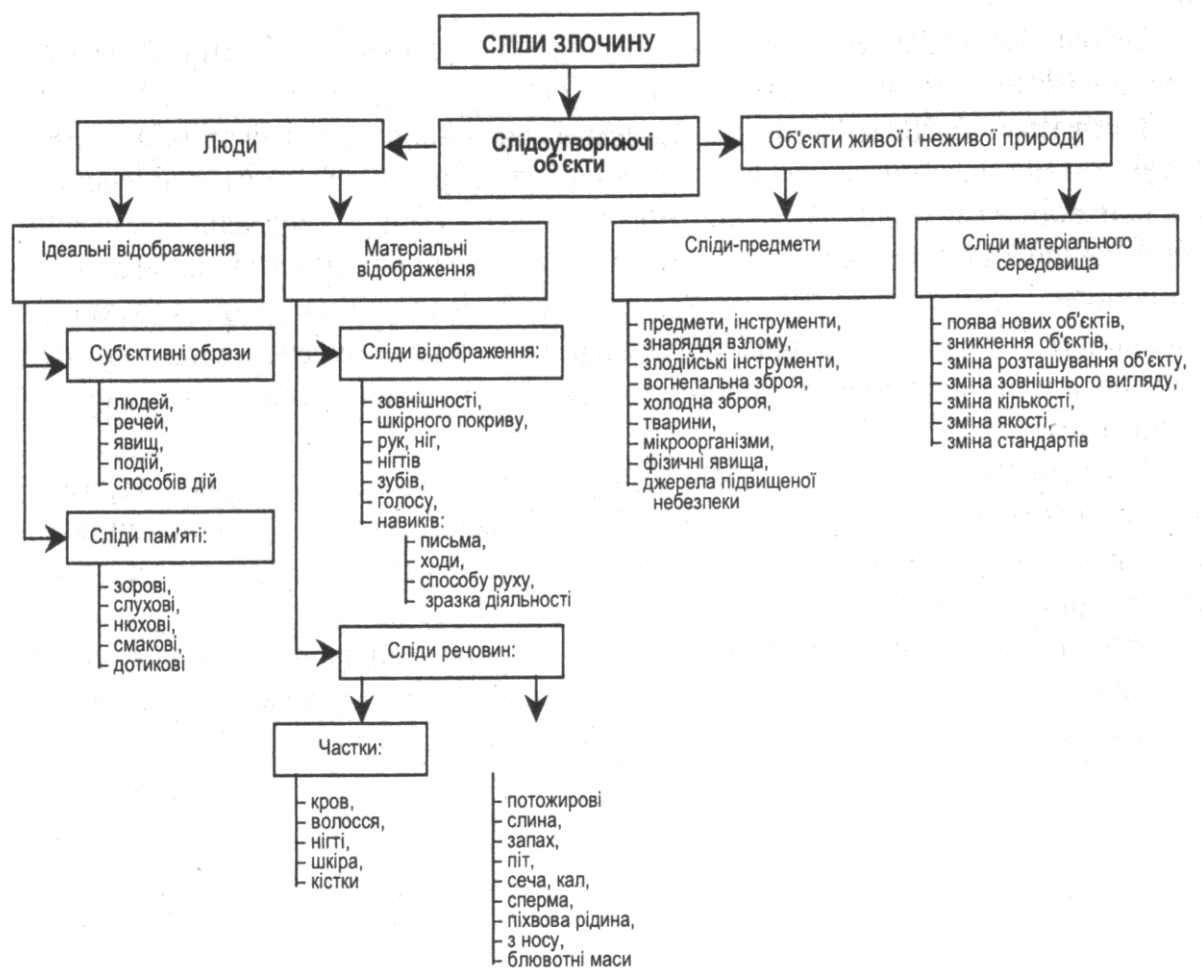 СЛІДИ ЗЛОЧИНУ
Люди
Слідоутворюючі
об'єкти
Об'єкти живої і неживої природи
Ідеальні відображення
Матеріальні
відображення
Сліди-предмети
Сліди матеріального
середовища
Суб'єктивні образи
людей,
речей,
явищ,
подій,
способів дій
Сліди пам'яті:
зорові,
слухові,
нюхові,
смакові,
дотикові
Сліди відображення:
зовнішності,
шкірного покриву,
рук, ніг,
нігтів
зубів,
голосу,
навиків:
письма,
ходи,
способу руху,
зразка діяльності
Сліди речовин:
Частки:
кров,
волосся,
нігті,
шкіра,
кістки
потожирові
слина,
запах,
піт,
сеча, кал,
сперма,
піхвова рідина,
з носу,
блювотні маси
предмети, інструменти,
знаряддя взлому,
злодійські інструменти,
вогнепальна зброя,
холодна зброя,
тварини,
мікроорганізми,
фізичні явища,
джерела підвищеної
небезпеки
поява нових об'єктів,
зникнення об'єктів,
зміна розташування об'єкту,
зміна зовнішнього вигляду,
зміна кількості,
зміна якості,
зміна стандартів